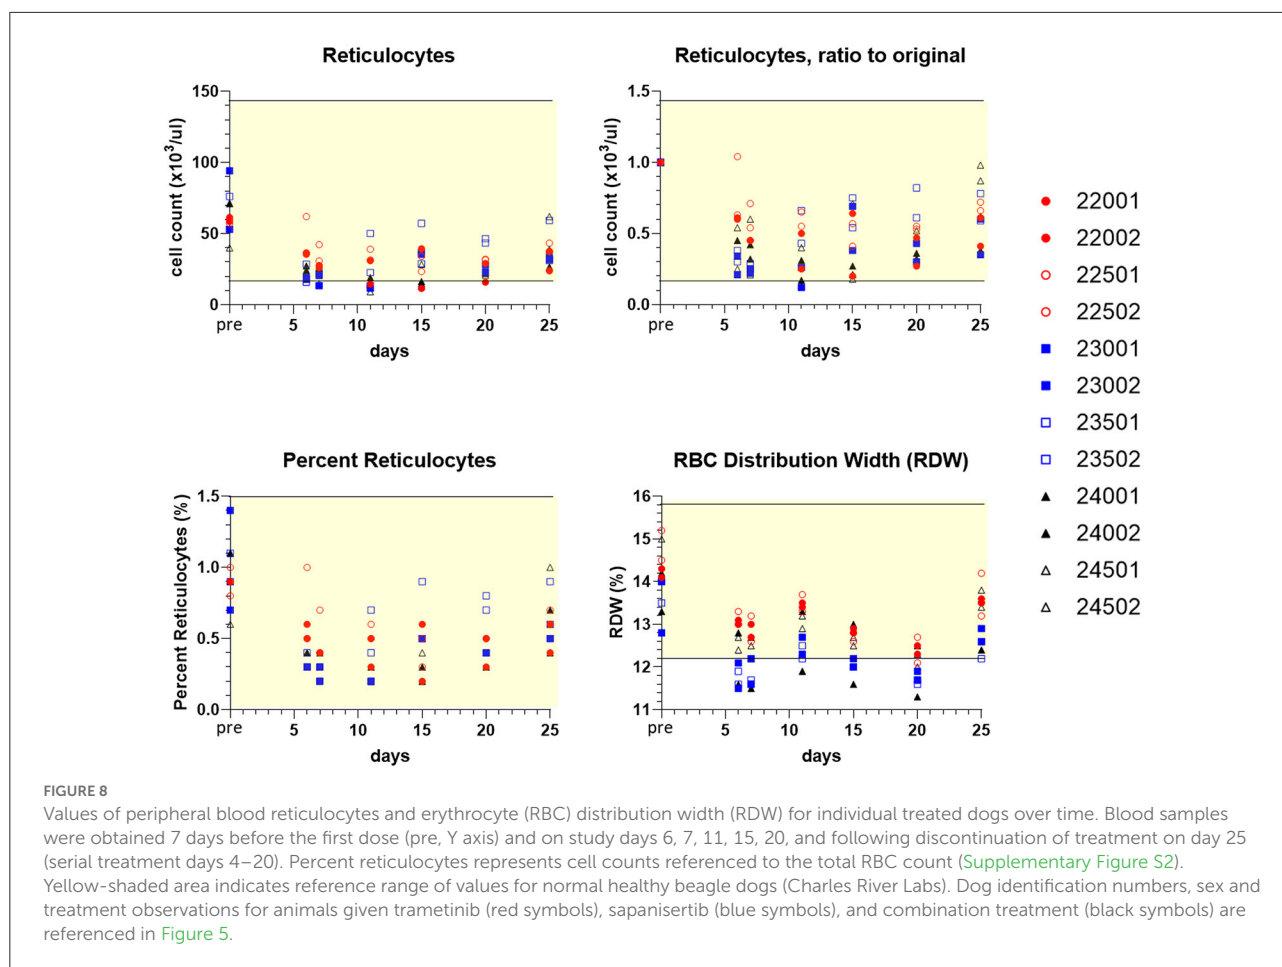 Reticulocytes
Reticulocytes, ratio to original
cell count (x10³/ul)
150
100
50
0
pre
5
10
15
20
25
days
cell count (x10³/ul)
1.5
1.0
0.5
0.0
pre
5
10
15
20
25
days
22001
22002
22501
22502
23001
23002
23501
23502
24001
24002
24501
24502
Percent Reticulocytes
RBC Distribution Width (RDW)
Percent Reticulocytes (%)
1.5
1.0
0.5
0.0
pre
5
10
15
20
25
days
RDW (%)
16
15
14
13
12
11
pre
5
10
15
20
25
days
FIGURE 8
Values of peripheral blood reticulocytes and erythrocyte (RBC) distribution width (RDW) for individual treated dogs over time. Blood samples
were obtained 7 days before the first dose (pre, Y axis) and on study days 6, 7, 11, 15, 20, and following discontinuation of treatment on day 25
(serial treatment days 4–20). Percent reticulocytes represents cell counts referenced to the total RBC count (Supplementary Figure S2).
Yellow-shaded area indicates reference range of values for normal healthy beagle dogs (Charles River Labs). Dog identification numbers, sex and
treatment observations for animals given trametinib (red symbols), sapanisertib (blue symbols), and combination treatment (black symbols) are
referenced in Figure 5.